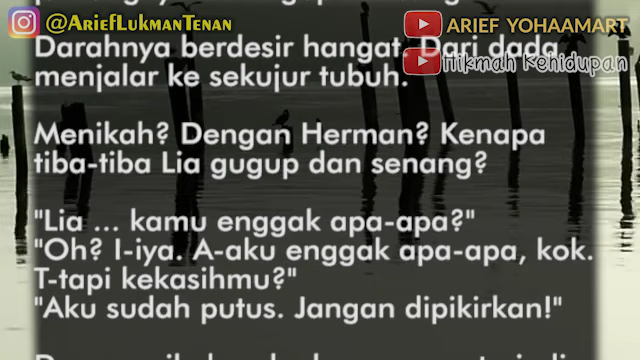 @AriefLukmanTenan
ARIEF YOHAAMART
Hikmah Kehidupan
Darahnya berdesir hangat. Dari dada
menjalar ke sekujur tubuh.
Menikah? Dengan Herman? Kenapa
tiba-tiba Lia gugup dan senang?
"Lia ... kamu enggak apa-apa?"
"Oh? I-iya. A-aku enggak apa-apa, kok.
T-tapi kekasihmu?"
"Aku sudah putus. Jangan dipikirkan!"